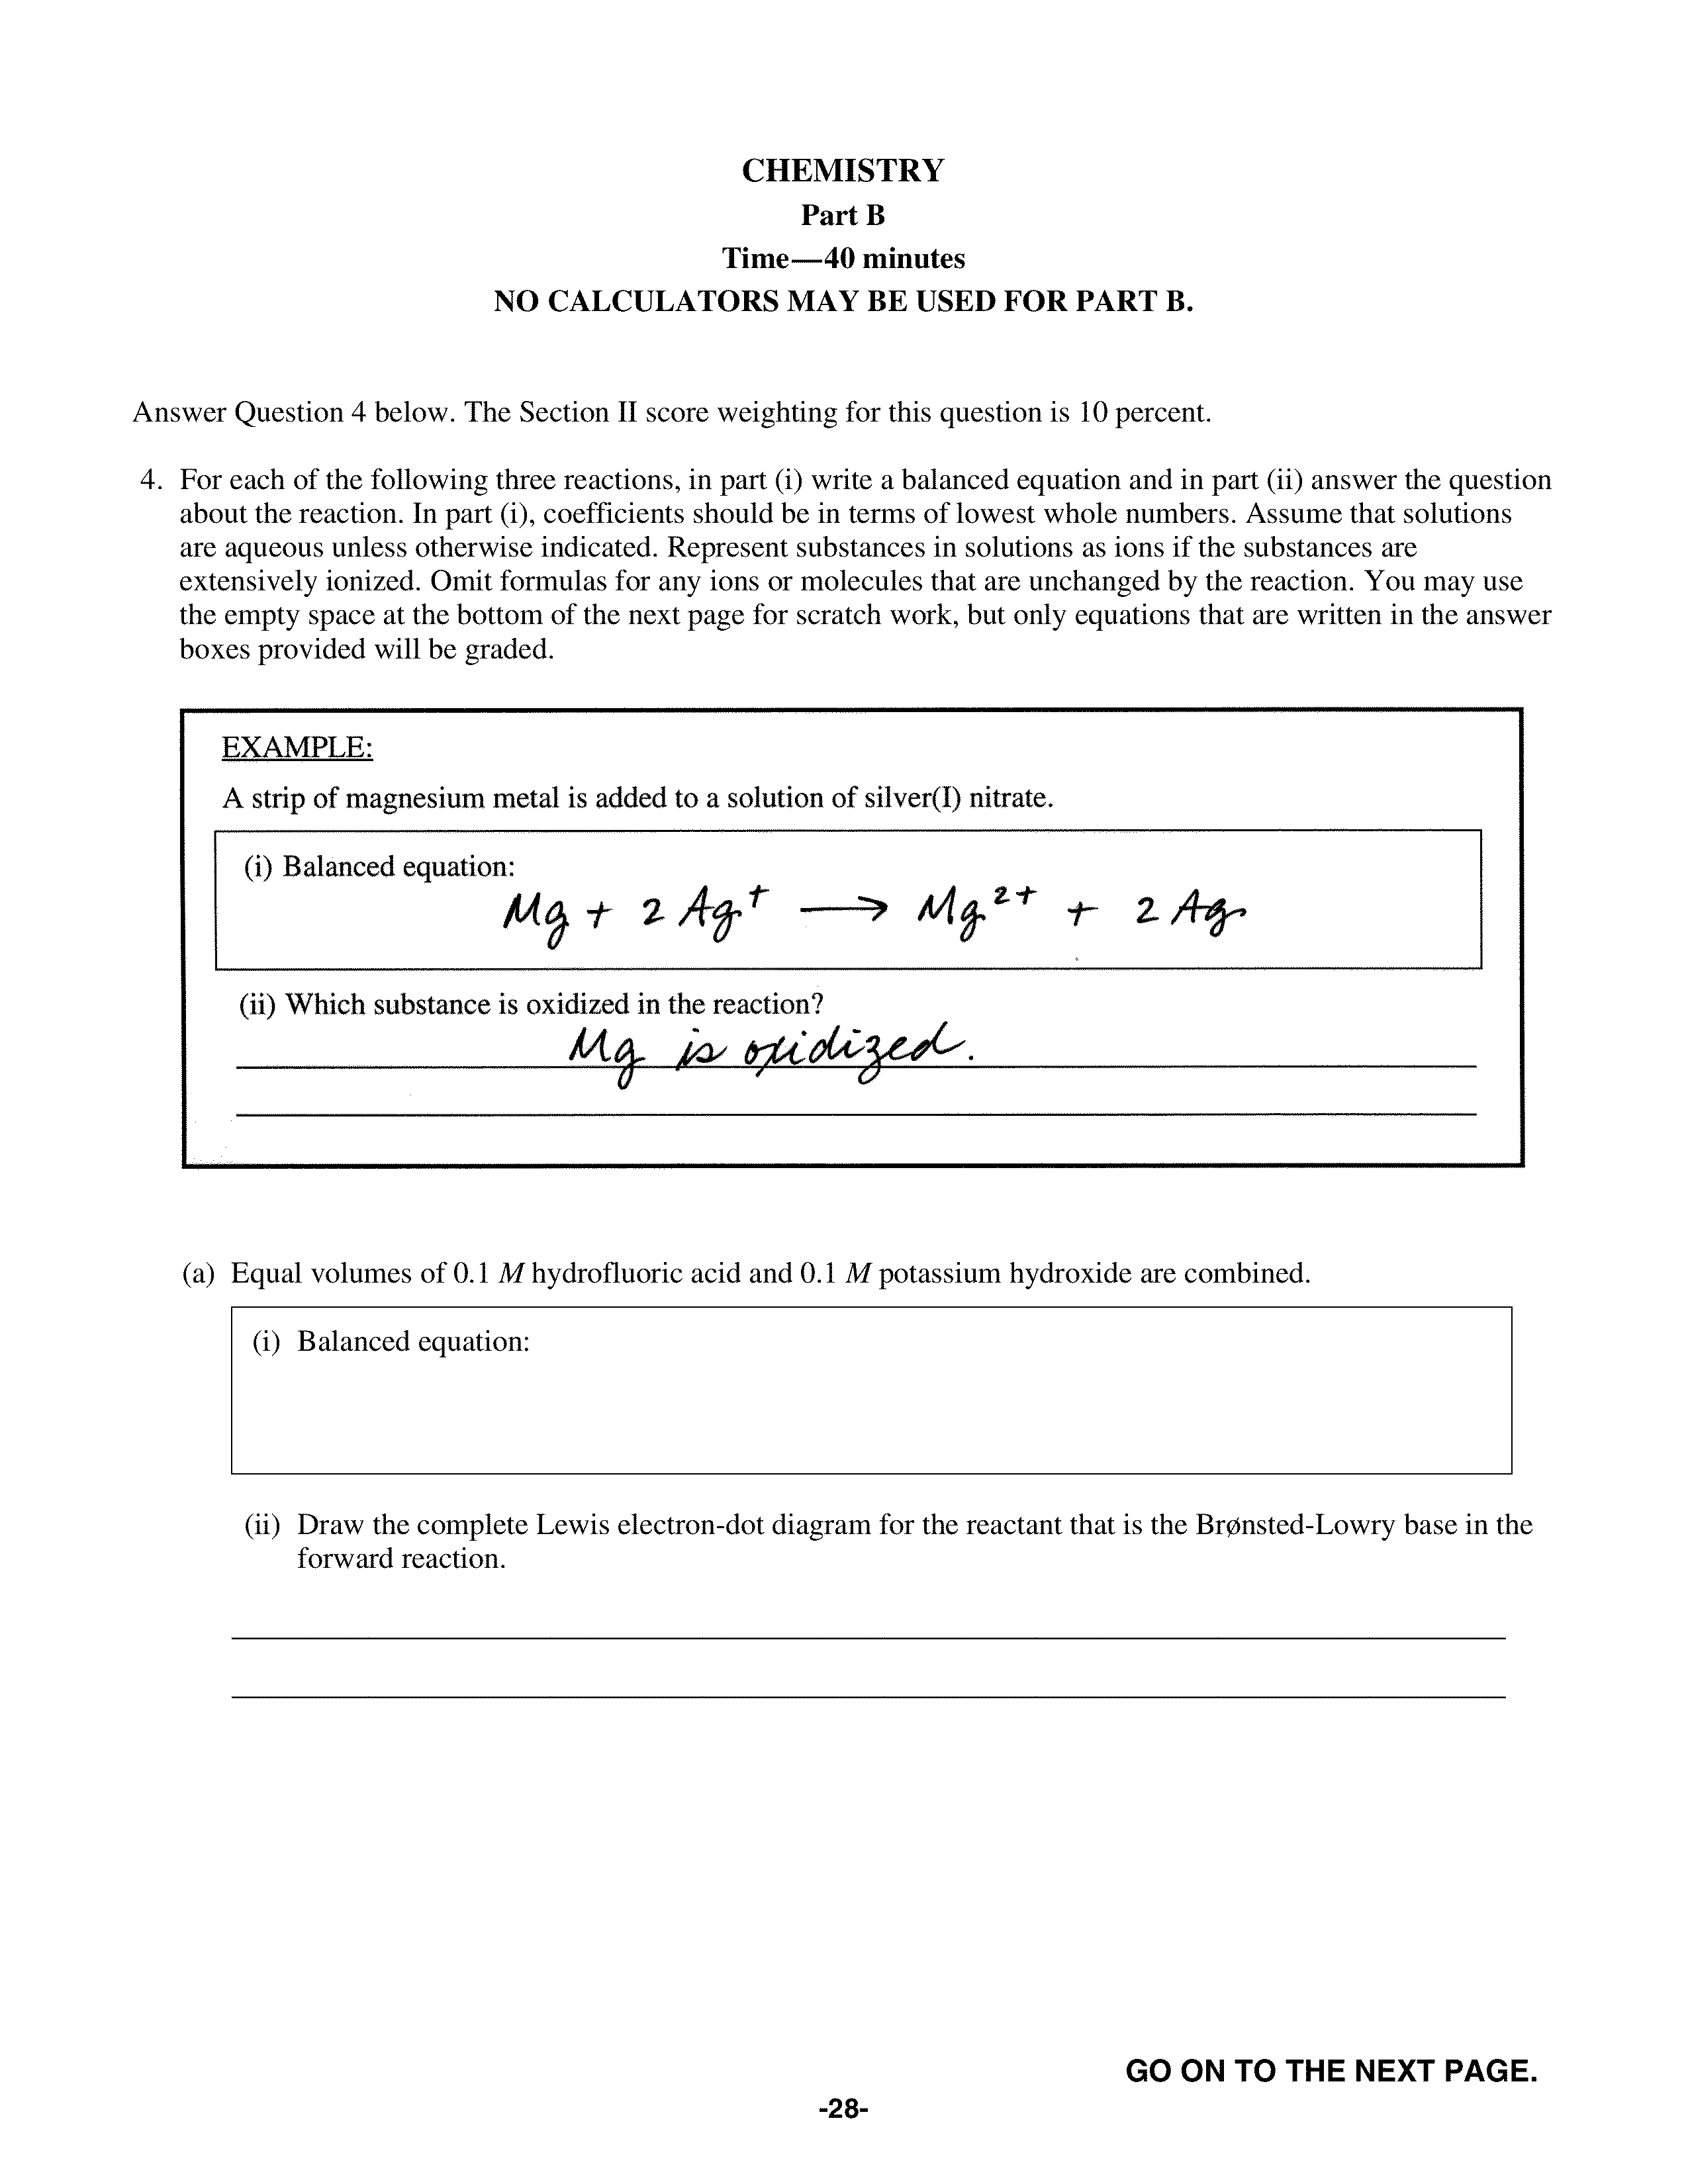 CHEMISTRY
Part B
Time—40 minutes
NO CALCULATORS MAY BE USED FOR PART B.
Answer Question 4 below. The Section II score weighting for this question is 10 percent.
4. For each of the following three reactions, in part (i) write a balanced equation and in part (ii) answer the question
about the reaction. In part (i), coefficients should be in terms of lowest whole numbers. Assume that solutions
are aqueous unless otherwise indicated. Represent substances in solutions as ions if the substances are
extensively ionized. Omit formulas for any ions or molecules that are unchanged by the reaction. You may use
the empty space at the bottom of the next page for scratch work, but only equations that are written in the answer
boxes provided will be graded.
EXAMPLE:
A strip of magnesium metal is added to a solution of silver(I) nitrate.
(i) Balanced equation:
Mg + 2 Ag⁺ ⟶ Mg²⁺ + 2 Ag
(ii) Which substance is oxidized in the reaction?
Mg is oxidized.
(a) Equal volumes of 0.1 M hydrofluoric acid and 0.1 M potassium hydroxide are combined.
(i) Balanced equation:
(ii) Draw the complete Lewis electron-dot diagram for the reactant that is the Brønsted-Lowry base in the
forward reaction.
GO ON TO THE NEXT PAGE.
-28-